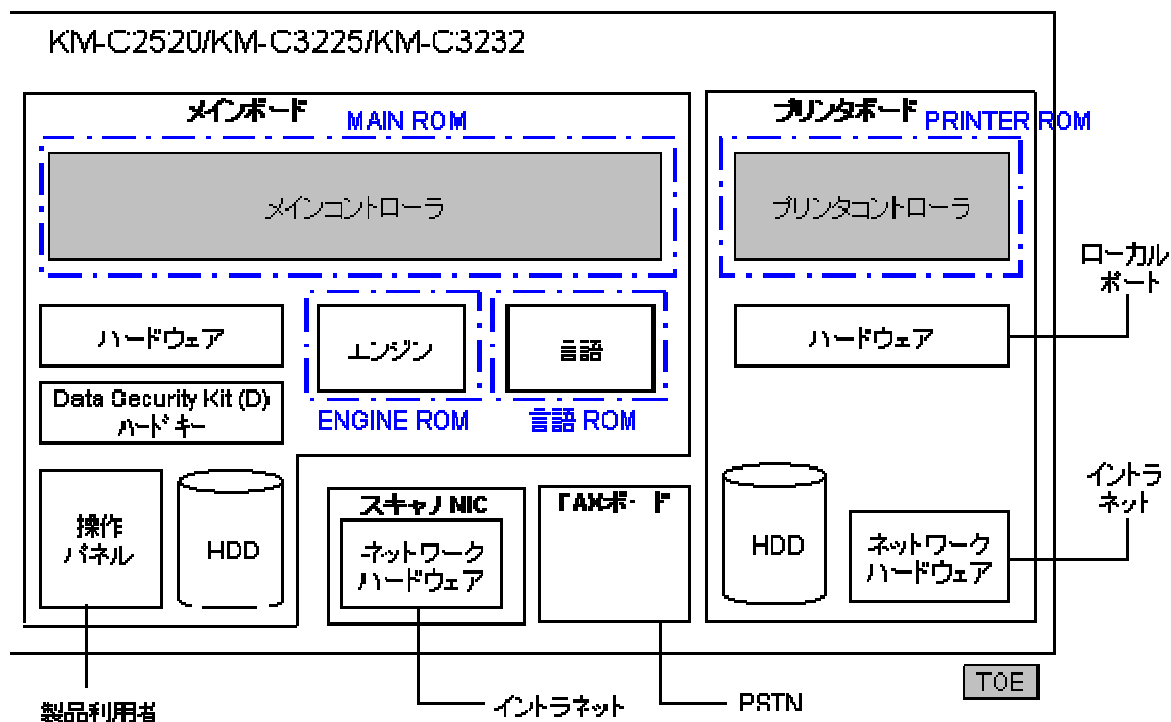 KM-C2520/KM-C3225/KM-C3232
メインボード
MAIN ROM
メインコントローラ
ハードウェア
エンジン
言語
ENGINE ROM
言語 ROM
Data Security Kit (D)
ハードキー
操作
パネル
HDD
スキャナNIC
ネットワーク
ハードウェア
FAXボード
プリンタボード
PRINTER ROM
プリンタコントローラ
ハードウェア
HDD
ネットワーク
ハードウェア
ローカル
ポート
イントラ
ネット
TOE
製品利用者
イントラネット
PSTN